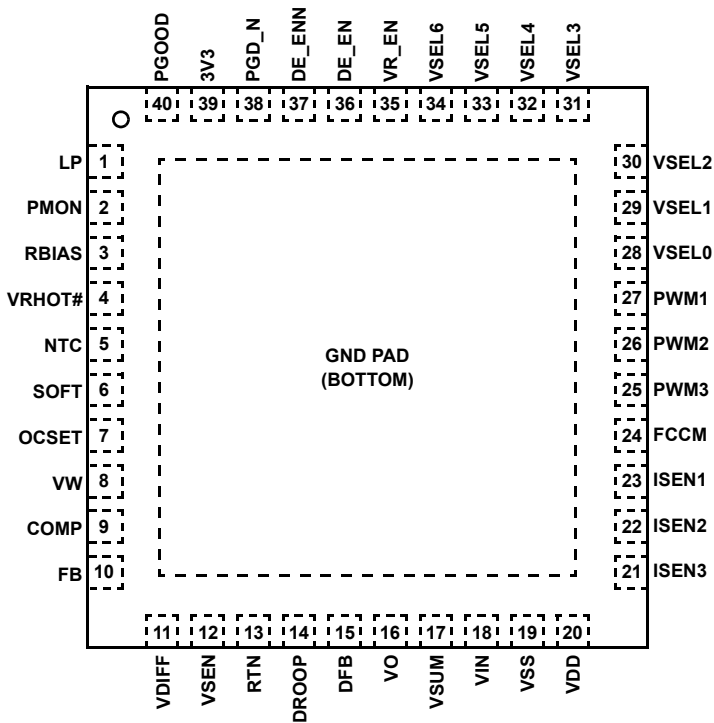 PGOOD
3V3
PGD_N
DE_ENN
DE_EN
VR_EN
VSEL6
VSEL5
VSEL4
VSEL3
40 39 38 37 36 35 34 33 32 31
LP 1
PMON 2
RBIAS 3
VRHOT# 4
NTC 5
SOFT 6
OCSET 7
VW 8
COMP 9
FB 10
GND PAD
(BOTTOM)
30 VSEL2
29 VSEL1
28 VSEL0
27 PWM1
26 PWM2
25 PWM3
24 FCCM
23 ISEN1
22 ISEN2
21 ISEN3
11 12 13 14 15 16 17 18 19 20
VDIFF
VSEN
RTN
DROOP
DFB
VO
VSUM
VIN
VSS
VDD